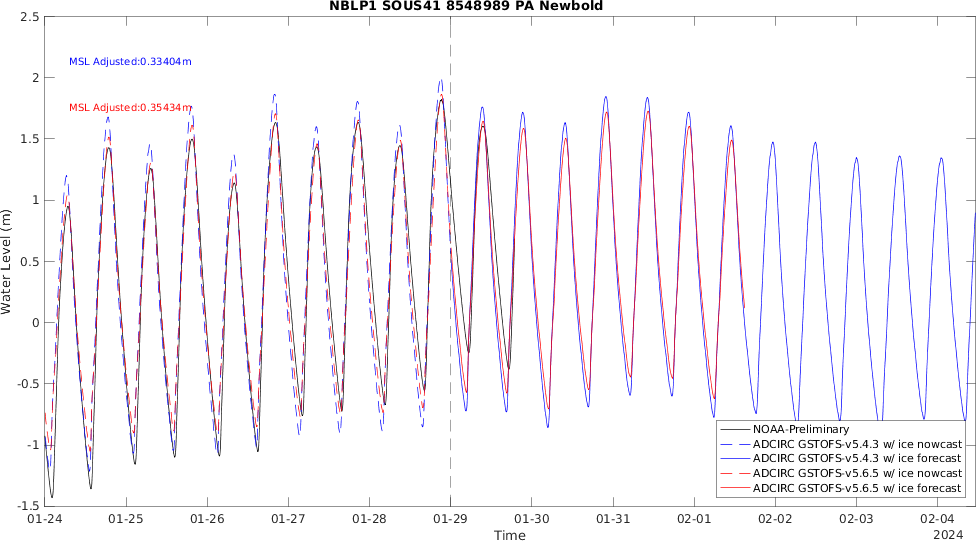 NBLP1 SOUS41 8548989 PA Newbold
2.5
2
1.5
1
0.5
0
-0.5
-1
-1.5
Water Level (m)
MSL Adjusted:0.33404m
MSL Adjusted:0.35434m
NOAA-Preliminary
ADCIRC GSTOFS-v5.4.3 w/ ice nowcast
ADCIRC GSTOFS-v5.4.3 w/ ice forecast
ADCIRC GSTOFS-v5.6.5 w/ ice nowcast
ADCIRC GSTOFS-v5.6.5 w/ ice forecast
01-24 01-25 01-26 01-27 01-28 01-29 01-30 01-31 02-01 02-02 02-03 02-04
2024
Time